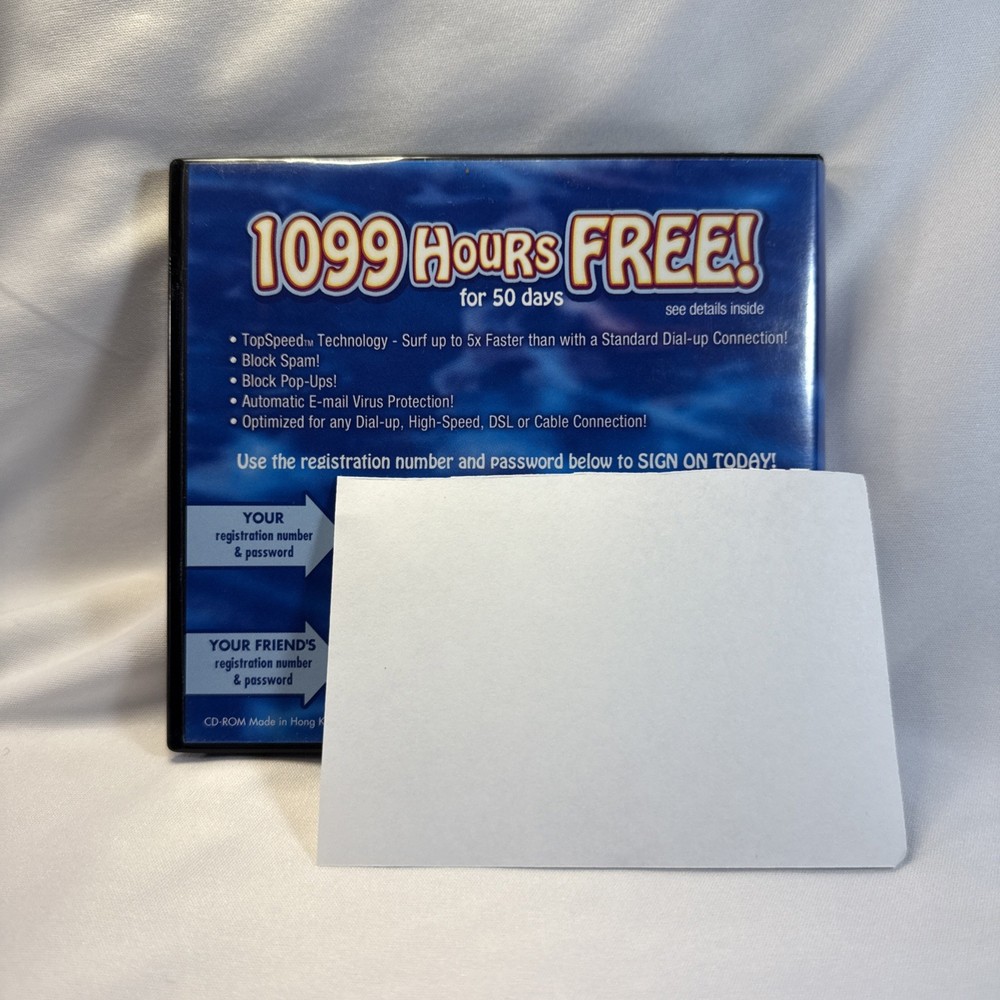 1099 HOURS FREE!
for 50 days
see details inside
• TopSpeed™ Technology - Surf up to 5x Faster than with a Standard Dial-up Connection!
• Block Spam!
• Block Pop-Ups!
• Automatic E-mail Virus Protection!
• Optimized for any Dial-up, High-Speed, DSL or Cable Connection!
Use the registration number and password below to SIGN ON TODAY!
YOUR
registration number
& password
YOUR FRIEND'S
registration number
& password
CD-ROM Made in Hong